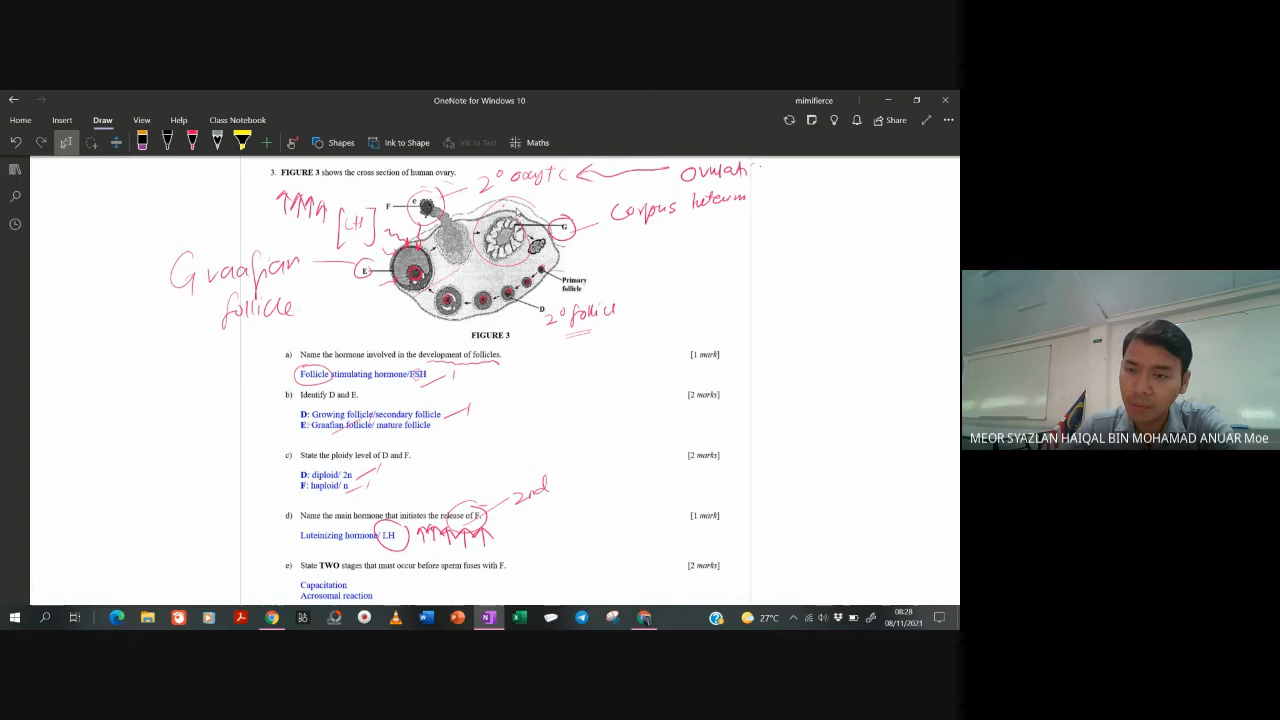 OneNote for Windows 10
mimifierce
Home Insert Draw View Help Class Notebook
Share
Shapes Ink to Shape Ink to Text Maths
3. FIGURE 3 shows the cross section of human ovary.
2° oocyte
Ovulati
[LH]
F
e
Corpus luteum
G
Graafian
follicle
E
Primary
follicle
D
2° follicl
FIGURE 3
a) Name the hormone involved in the development of follicles. [1 mark]
Follicle stimulating hormone/FSH
b) Identify D and E. [2 marks]
D: Growing follicle/secondary follicle
E: Graafian follicle/ mature follicle
c) State the ploidy level of D and F. [2 marks]
D: diploid/ 2n
F: haploid/ n
2nd
d) Name the main hormone that initiates the release of F. [1 mark]
Luteinizing hormone/ LH
e) State TWO stages that must occur before sperm fuses with F. [2 marks]
Capacitation
Acrosomal reaction
MEOR SYAZLAN HAIQAL BIN MOHAMAD ANUAR Moe
27°C
08:28
08/11/2021